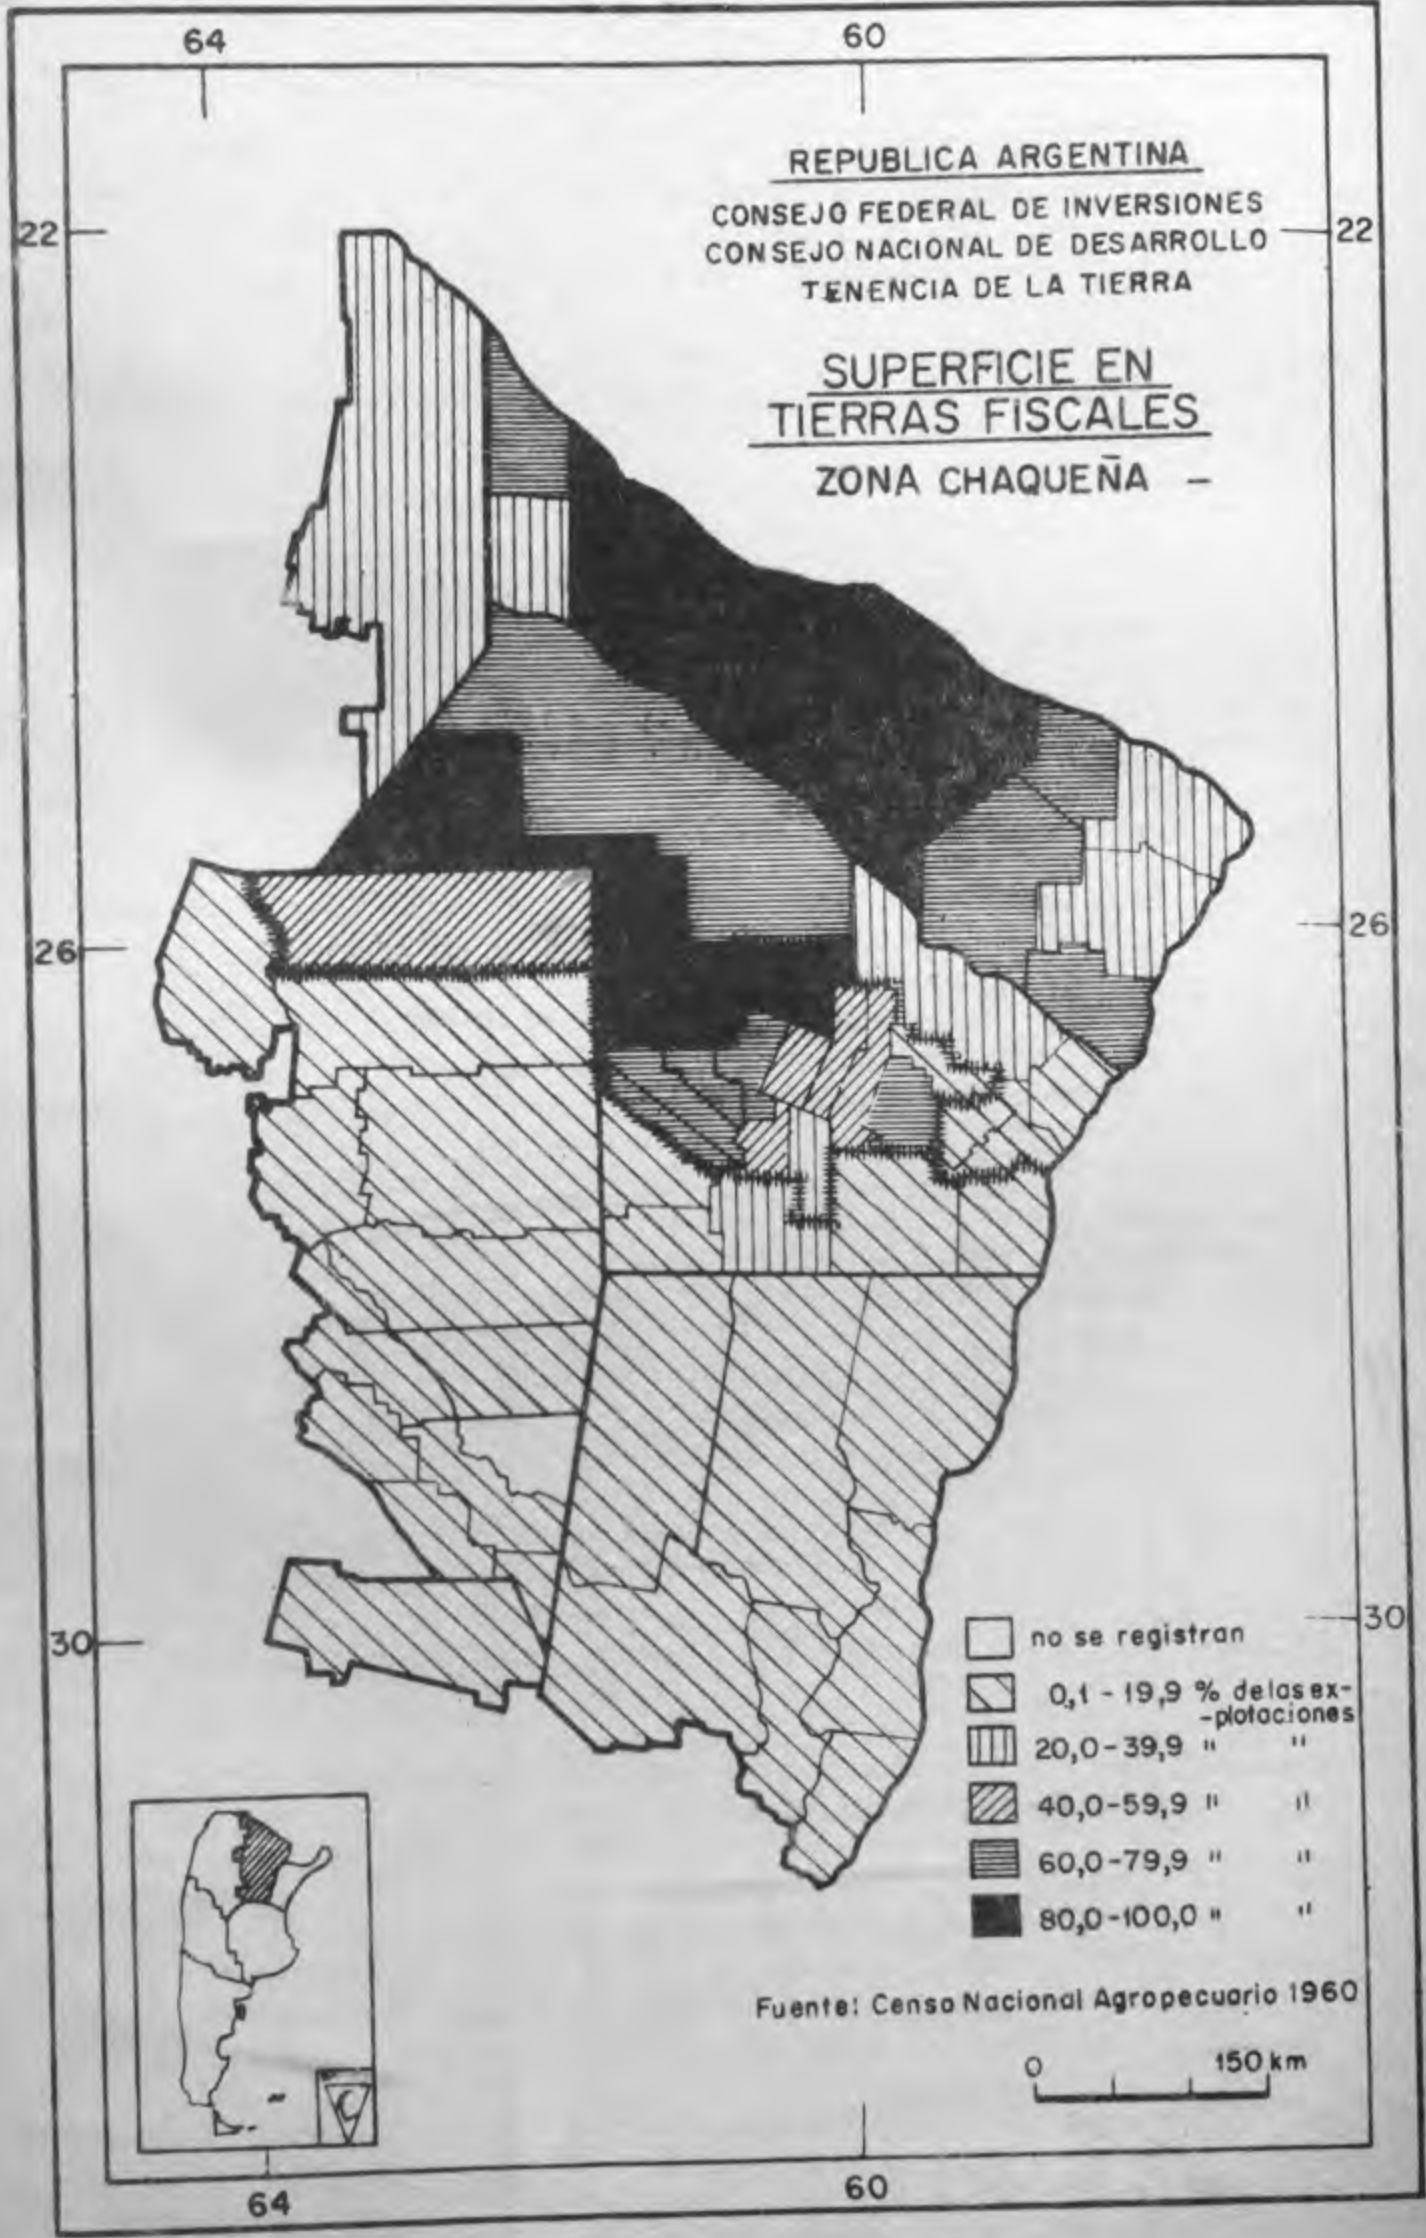 64 60
REPUBLICA ARGENTINA
CONSEJO FEDERAL DE INVERSIONES
22 22
CONSEJO NACIONAL DE DESARROLLO
TENENCIA DE LA TIERRA
SUPERFICIE EN
TIERRAS FISCALES
ZONA CHAQUEÑA -
26 26
30 30
no se registran
0,1 - 19,9 % de las ex-
-plotaciones
20,0-39,9 " "
40,0-59,9 " "
60,0-79,9 " "
80,0-100,0 " "
Fuente: Censo Nacional Agropecuario 1960
0 150 km
64 60